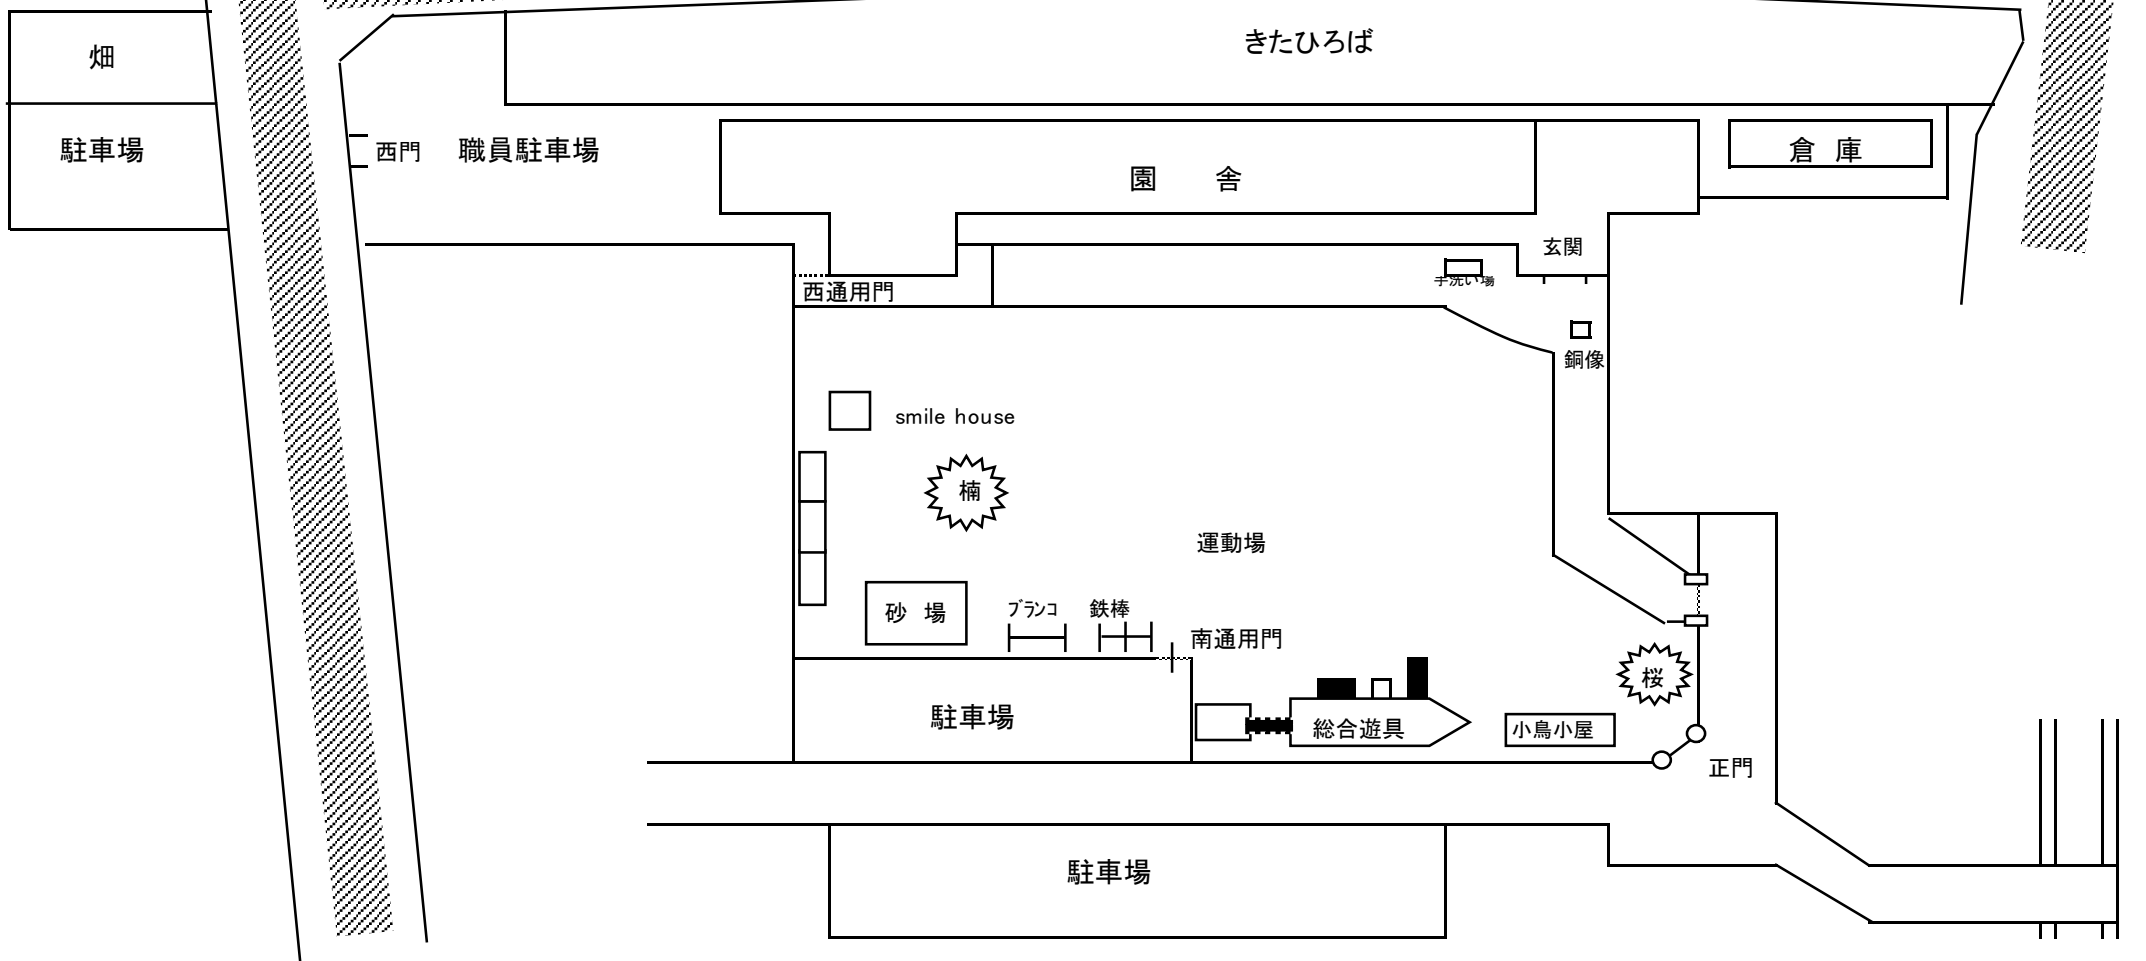 きたひろば
畑
駐車場
西門
職員駐車場
園　舎
倉 庫
玄関
手洗い場
西通用門
銅像
smile house
楠
運動場
砂 場
ブランコ
鉄棒
南通用門
桜
駐車場
総合遊具
小鳥小屋
正門
駐車場